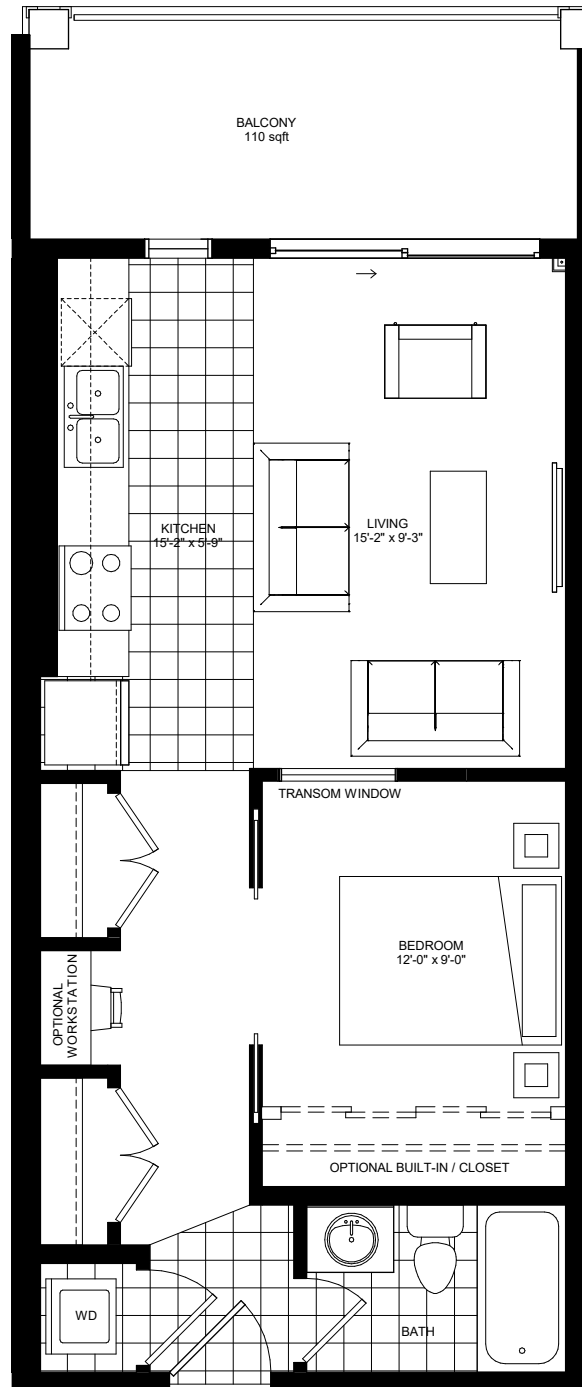 BALCONY
110 sqft
KITCHEN
15'-2" x 5'-9"
LIVING
15'-2" x 9'-3"
TRANSOM WINDOW
BEDROOM
12'-0" x 9'-0"
OPTIONAL
WORKSTATION
OPTIONAL BUILT-IN / CLOSET
WD
BATH